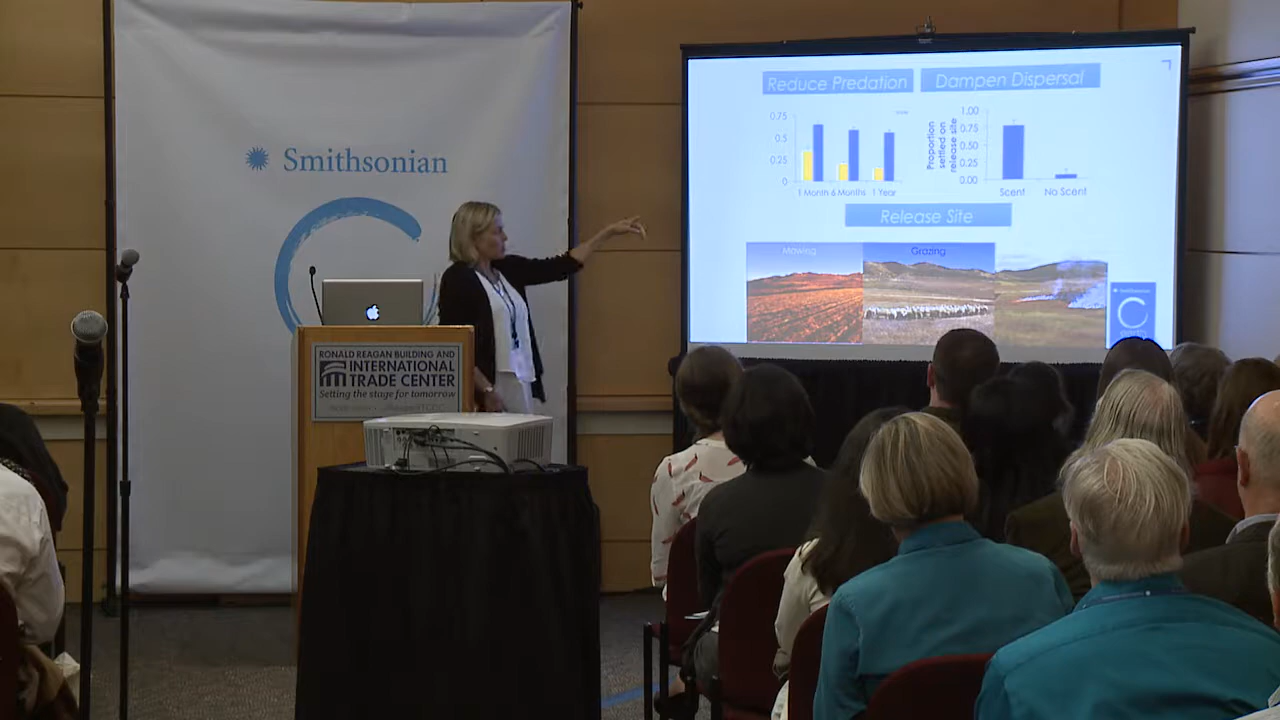 Smithsonian
RONALD REAGAN BUILDING AND
INTERNATIONAL
TRADE CENTER
Setting the stage for tomorrow
Reduce Predation
Dampen Dispersal
0.75
0.5
0.25
0
1 Month 6 Months 1 Year
Proportion
settled on
release site
1.00
0.75
0.50
0.25
0.00
Scent No Scent
Release Site
Mowing
Grazing
Smithsonian